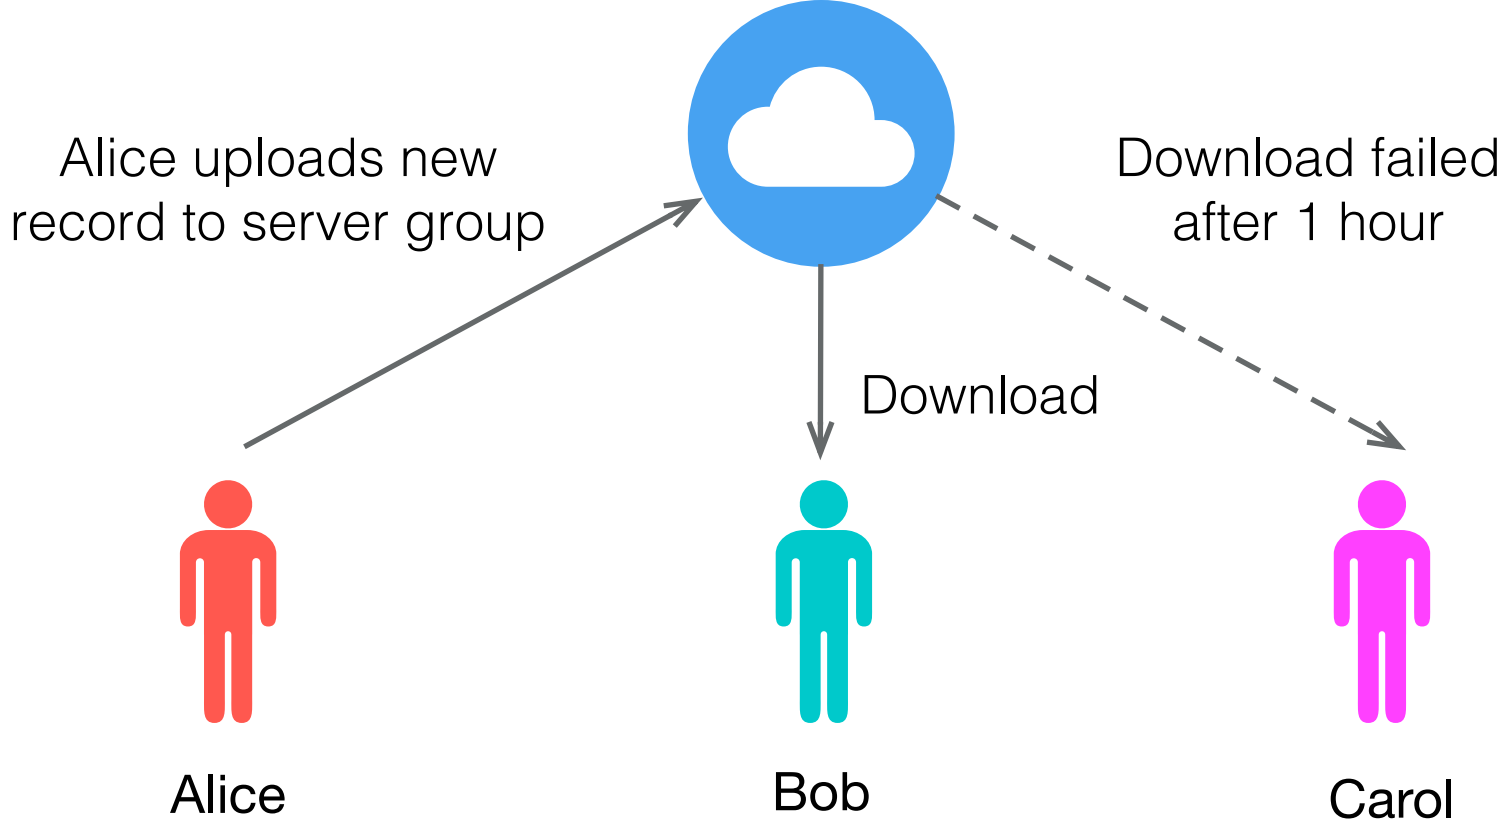 Alice uploads new
record to server group
Download failed
after 1 hour
Download
Alice
Bob
Carol